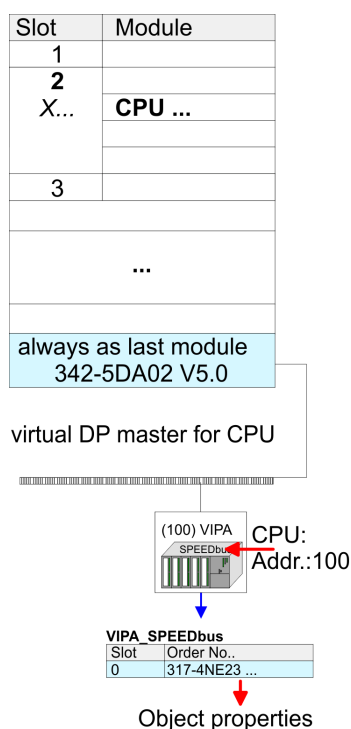 Slot Module
1
2
X... CPU ...
3
...
always as last module
342-5DA02 V5.0
virtual DP master for CPU
(100) VIPA
SPEEDbus
CPU:
Addr.:100
VIPA_SPEEDbus
Slot Order No..
0 317-4NE23 ...
Object properties